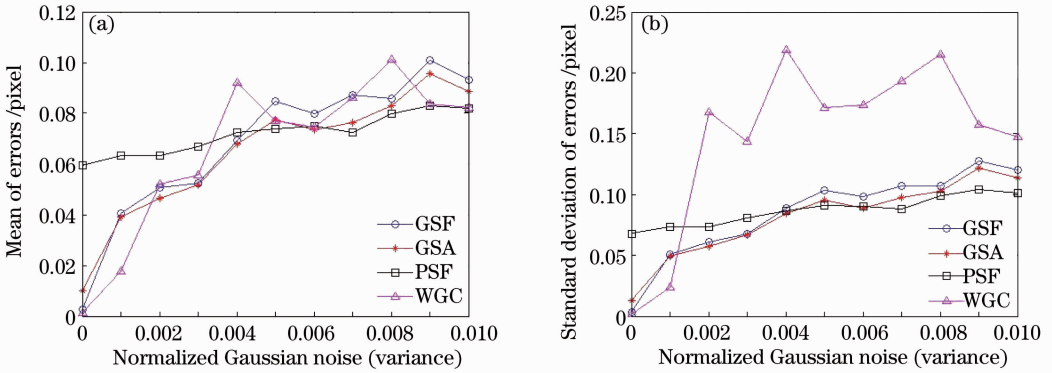 (a)
Mean of errors /pixel
0.12
0.10
0.08
0.06
0.04
0.02
0
GSF
GSA
PSF
WGC
0 0.002 0.004 0.006 0.008 0.010
Normalized Gaussian noise (variance)
(b)
Standard deviation of errors /pixel
0.25
0.20
0.15
0.10
0.05
0
GSF
GSA
PSF
WGC
0 0.002 0.004 0.006 0.008 0.010
Normalized Gaussian noise (variance)